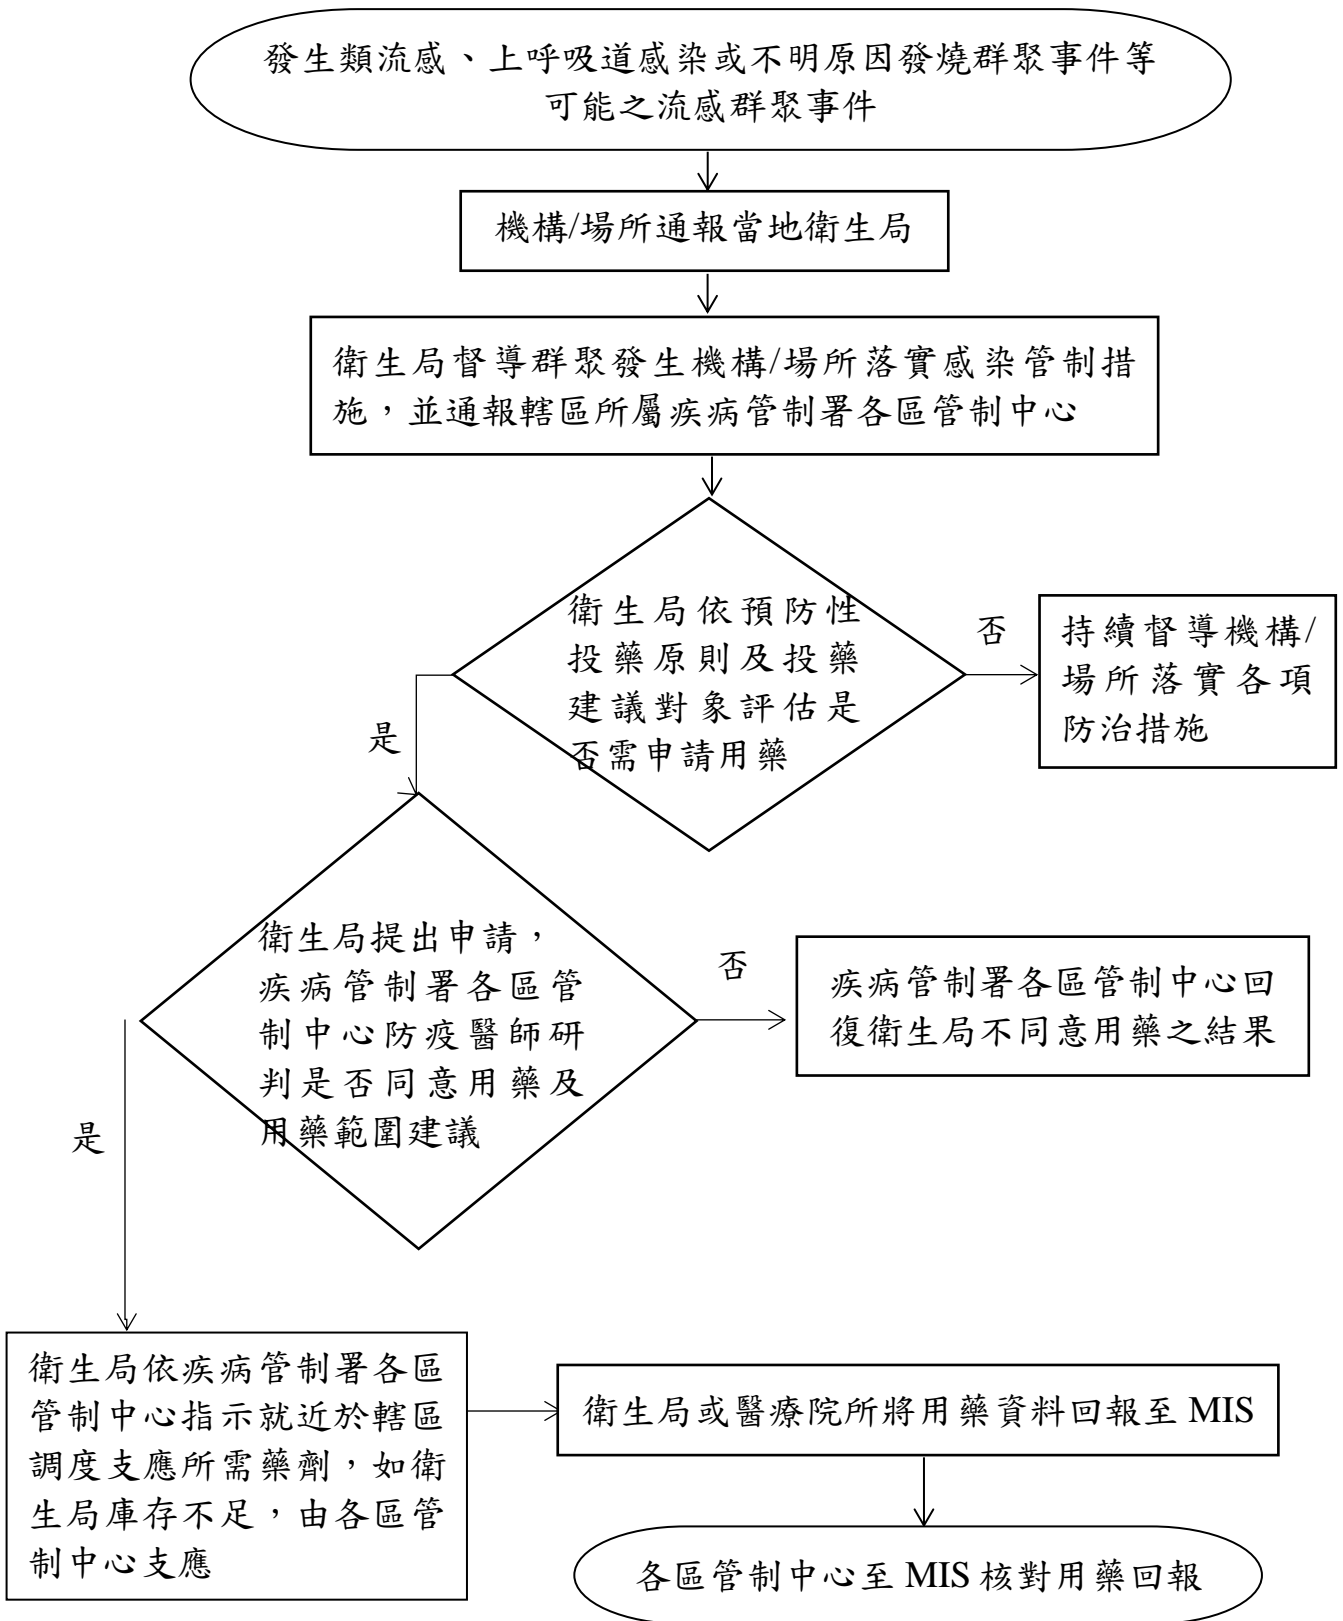 發生類流感、上呼吸道感染或不明原因發燒群聚事件等
可能之流感群聚事件
機構/場所通報當地衛生局
衛生局督導群聚發生機構/場所落實感染管制措
施，並通報轄區所屬疾病管制署各區管制中心
衛生局依預防性
投藥原則及投藥
建議對象評估是
否需申請用藥
否
持續督導機構/
場所落實各項
防治措施
是
衛生局提出申請，
疾病管制署各區管
制中心防疫醫師研
判是否同意用藥及
用藥範圍建議
否
疾病管制署各區管制中心回
復衛生局不同意用藥之結果
是
衛生局依疾病管制署各區
管制中心指示就近於轄區
調度支應所需藥劑，如衛
生局庫存不足，由各區管
制中心支應
衛生局或醫療院所將用藥資料回報至 MIS
各區管制中心至 MIS 核對用藥回報